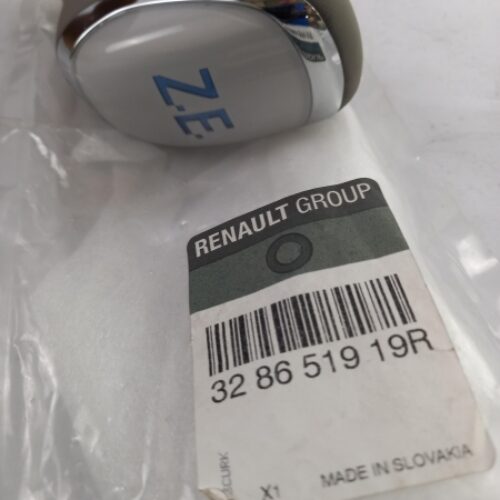 Z.E.
RENAULT GROUP
32 86 519 19R
X1
MADE IN SLOVAKIA